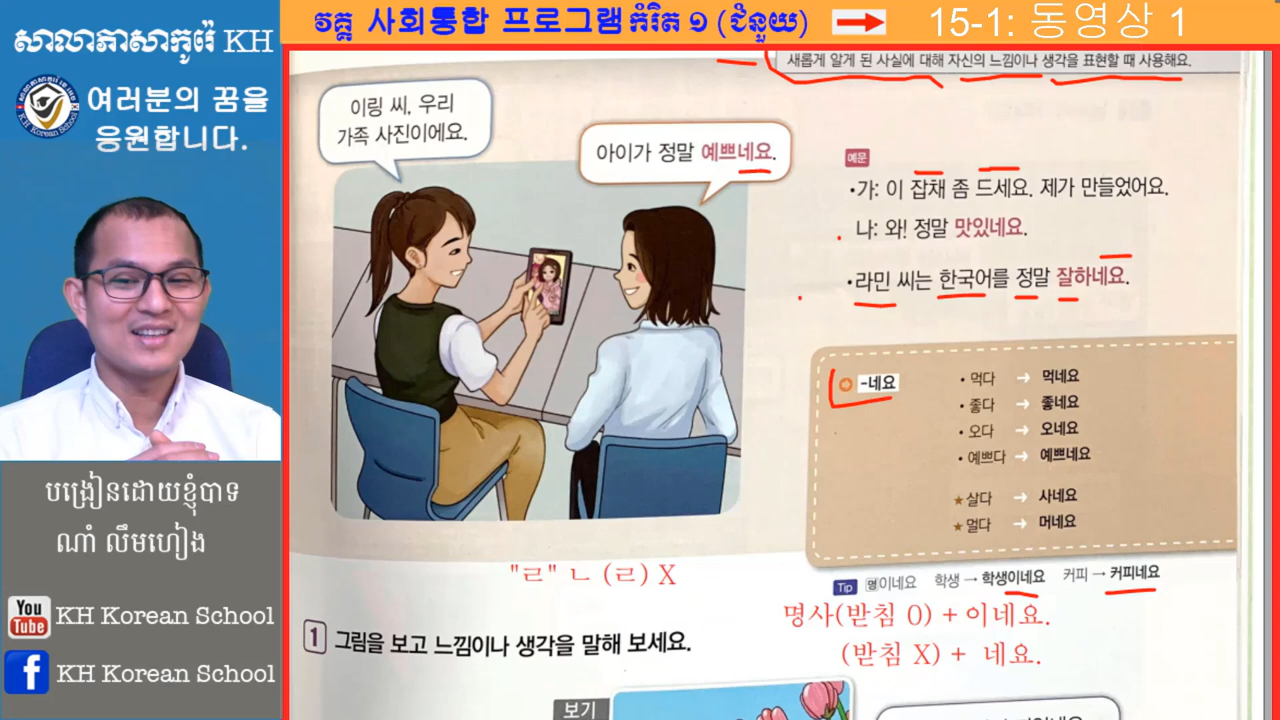 សាលាភាសាកូរ៉េ KH
여러분의 꿈을
응원합니다.
KH Korean School
បង្រៀនដោយខ្ញុំបាទ
ណាំ លឹមហៀង
You
Tube
KH Korean School
f KH Korean School
វគ្គ 사회통합 프로그램 កំរិត ១ (ជំនួយ)
15-1: 동영상 1
새롭게 알게 된 사실에 대해 자신의 느낌이나 생각을 표현할 때 사용해요.
이링 씨, 우리
가족 사진이에요.
아이가 정말 예쁘네요.
예문
•가: 이 잡채 좀 드세요. 제가 만들었어요.
나: 와! 정말 맛있네요.
•라민 씨는 한국어를 정말 잘하네요.
-네요
• 먹다 → 먹네요
• 좋다 → 좋네요
• 오다 → 오네요
• 예쁘다 → 예쁘네요
★살다 → 사네요
★멀다 → 머네요
Tip 명이네요 학생 → 학생이네요 커피 → 커피네요
"ㄹ" ㄴ (ㄹ) X
명사(받침 0) + 이네요.
(받침 X) + 네요.
1 그림을 보고 느낌이나 생각을 말해 보세요.
보기